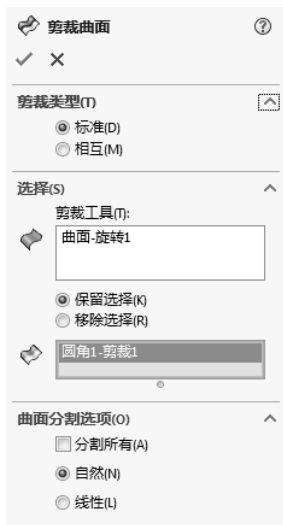 剪裁曲面
剪裁类型(T)
标准(D)
相互(M)
选择(S)
剪裁工具(T):
曲面-旋转1
保留选择(K)
移除选择(R)
圆角1-剪裁1
曲面分割选项(O)
分割所有(A)
自然(N)
线性(L)